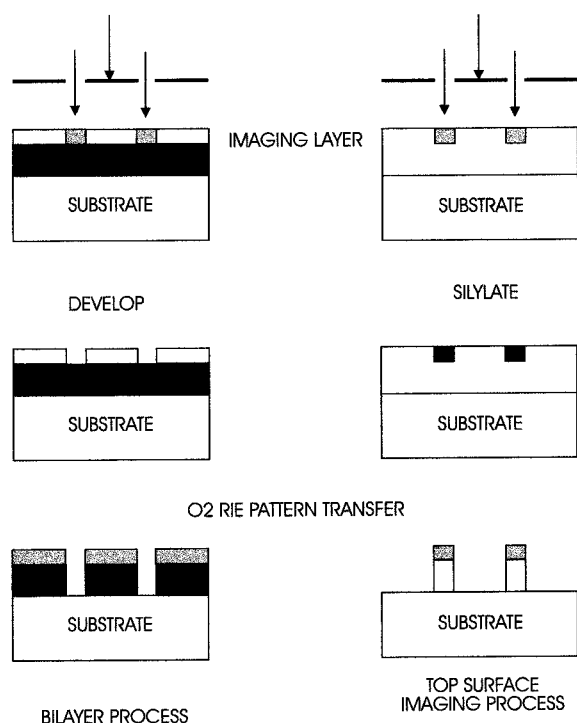 IMAGING LAYER
SUBSTRATE
SUBSTRATE
DEVELOP
SILYLATE
SUBSTRATE
SUBSTRATE
O2 RIE PATTERN TRANSFER
SUBSTRATE
SUBSTRATE
BILAYER PROCESS
TOP SURFACE
IMAGING PROCESS